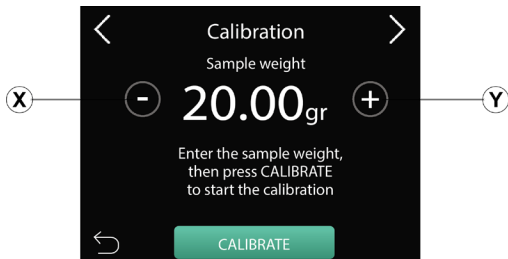 Calibration
Sample weight
X - 20.00gr + Y
Enter the sample weight,
then press CALIBRATE
to start the calibration
CALIBRATE